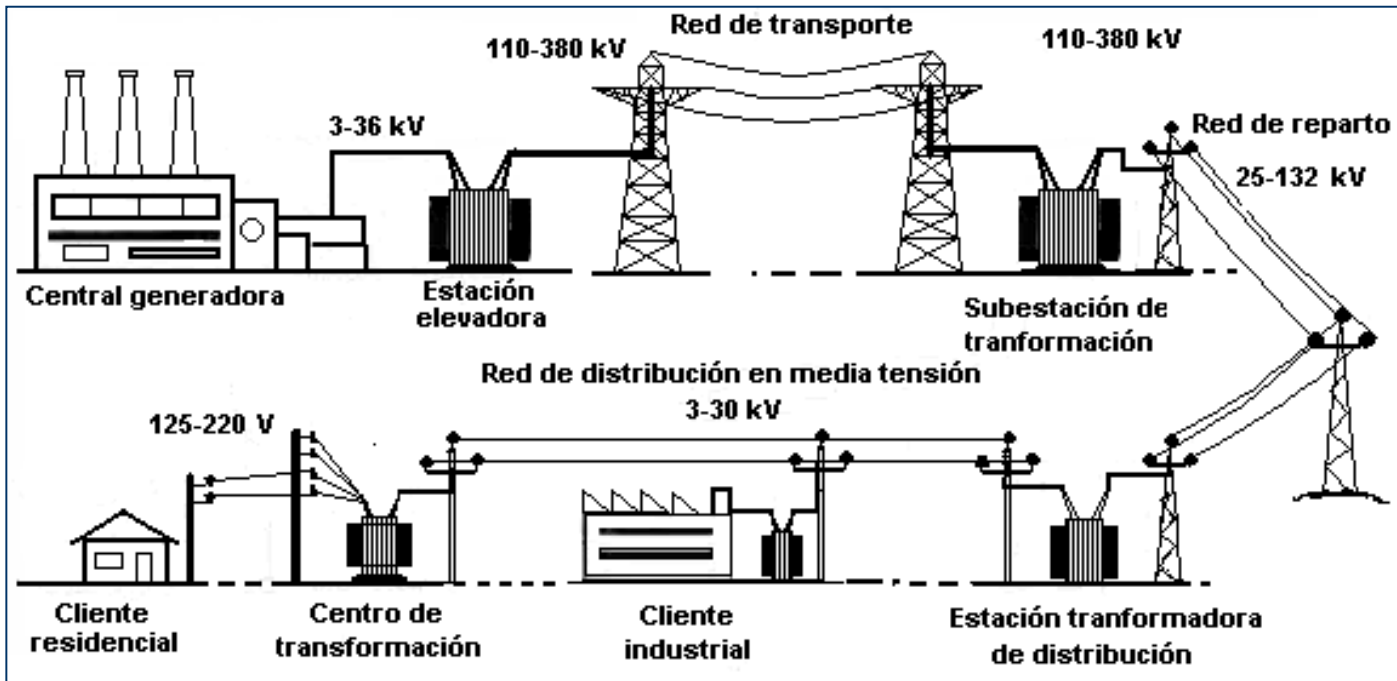 Red de transporte
110-380 kV
110-380 kV
3-36 kV
Red de reparto
25-132 kV
Central generadora
Estación
elevadora
Subestación de
tranformación
Red de distribución en media tensión
3-30 kV
125-220 V
Cliente
residencial
Centro de
transformación
Cliente
industrial
Estación tranformadora
de distribución